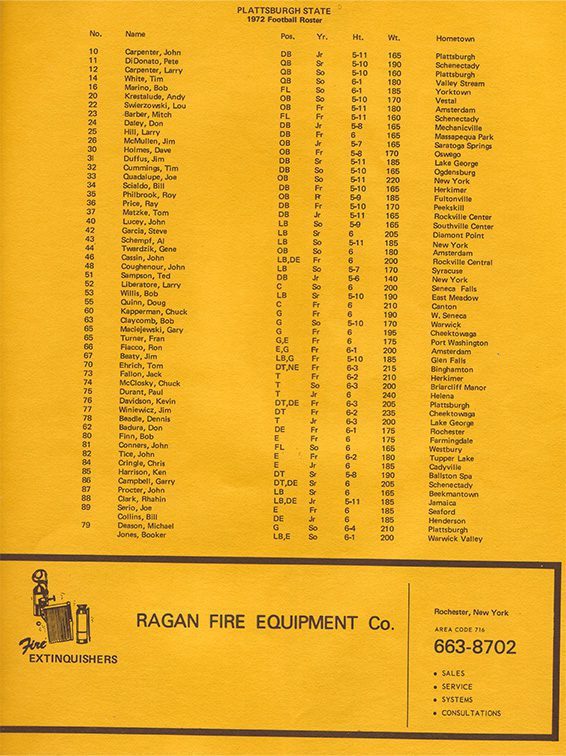 PLATTSBURGH STATE
1972 Football Roster
No. Name Pos. Yr. Ht. Wt. Hometown
10 Carpenter, John DB Jr 5-11 165 Plattsburgh
11 DiDonato, Pete QB Sr 5-10 190 Schenectady
12 Carpenter, Larry QB So 5-10 160 Plattsburgh
14 White, Tim QB So 6-1 180 Valley Stream
16 Marino, Bob FL So 6-1 185 Yorktown
20 Krestalude, Andy OB So 5-10 170 Vestal
22 Swierzowski, Lou OB Fr 5-11 180 Amsterdam
23 Barber, Mitch OB Fr 5-11 160 Schenectady
24 Daley, Don DB Jr 5-8 165 Mechanicville
25 Hill, Larry DB Fr 6 165 Massapequa Park
26 McMullen, Jim DB Jr 5-7 165 Saratoga Springs
30 Holmes, Dave OB Fr 5-8 170 Oswego
31 Duffus, Jim DB Sr 5-11 185 Lake George
32 Cummings, Tim DB So 5-10 165 Ogdensburg
33 Quadalupe, Joe OB So 5-11 220 New York
34 Scialdo, Bill DB Fr 5-10 165 Herkimer
35 Philbrook, Roy OB R 5-9 185 Fultonville
36 Price, Ray DB Fr 5-10 170 Peekskill
37 Matzke, Tom DB Jr 5-11 165 Rockville Center
40 Lucey, John LB So 5-9 165 Southville Center
42 Garcia, Steve LB Sr 6 205 Diamont Point
43 Schempf, Al LB So 5-11 185 New York
44 Twardzik, Gene OB So 6 180 Amsterdam
46 Cassin, John LB,DE Fr 6 200 Rockville Central
48 Coughenour, John LB So 5-7 170 Syracuse
51 Sampson, Ted DB Jr 5-6 140 New York
52 Liberatore, Larry C So 6 200 Seneca Falls
53 Willis, Bob LB Sr 5-10 190 East Meadow
55 Quinn, Doug C Fr 6 210 Canton
60 Kapperman, Chuck G Fr 6 190 W. Seneca
63 Claycomb, Bob G So 5-10 170 Warwick
65 Maciejewski, Gary G Fr 6 195 Cheektowaga
65 Turner, Fran G,E Fr 6 175 Port Washington
66 Fiacco, Ron E,G Fr 6-1 200 Amsterdam
67 Beaty, Jim LB,G Fr 5-10 185 Glen Falls
70 Ehrich, Tom DT,NE Fr 6-3 215 Binghamton
73 Fallon, Jack T Fr 6-2 210 Herkimer
74 McClosky, Chuck T So 6-3 200 Briarcliff Manor
75 Durant, Paul T Jr 6 240 Helena
76 Davidson, Kevin DT,DE Fr 6-3 205 Plattsburgh
77 Winiewicz, Jim DT Fr 6-2 235 Cheektowaga
78 Beadle, Dennis T Jr 6-3 200 Lake George
62 Badura, Don DE Fr 6-1 175 Rochester
80 Finn, Bob E Fr 6 175 Farmingdale
81 Connors, John FL So 6 165 Westbury
82 Tice, John E Fr 6-2 180 Tupper Lake
84 Cringle, Chris E Jr 6 185 Cadyville
85 Harrison, Ken DT Sr 5-8 190 Ballston Spa
86 Campbell, Garry DT,DE Sr 6 205 Schenectady
87 Procter, John LB Sr 6 165 Beekmantown
88 Clark, Rhahin LB,DE Jr 5-11 185 Jamaica
89 Serio, Joe E Fr 6 185 Seaford
Collins, Bill DE Jr 6 185 Henderson
79 Deason, Michael G So 6-4 210 Plattsburgh
Jones, Booker LB,E So 6-1 200 Warwick Valley
Fire
EXTINQUISHERS
RAGAN FIRE EQUIPMENT Co.
Rochester, New York
AREA CODE 716
663-8702
• SALES
• SERVICE
• SYSTEMS
• CONSULTATIONS